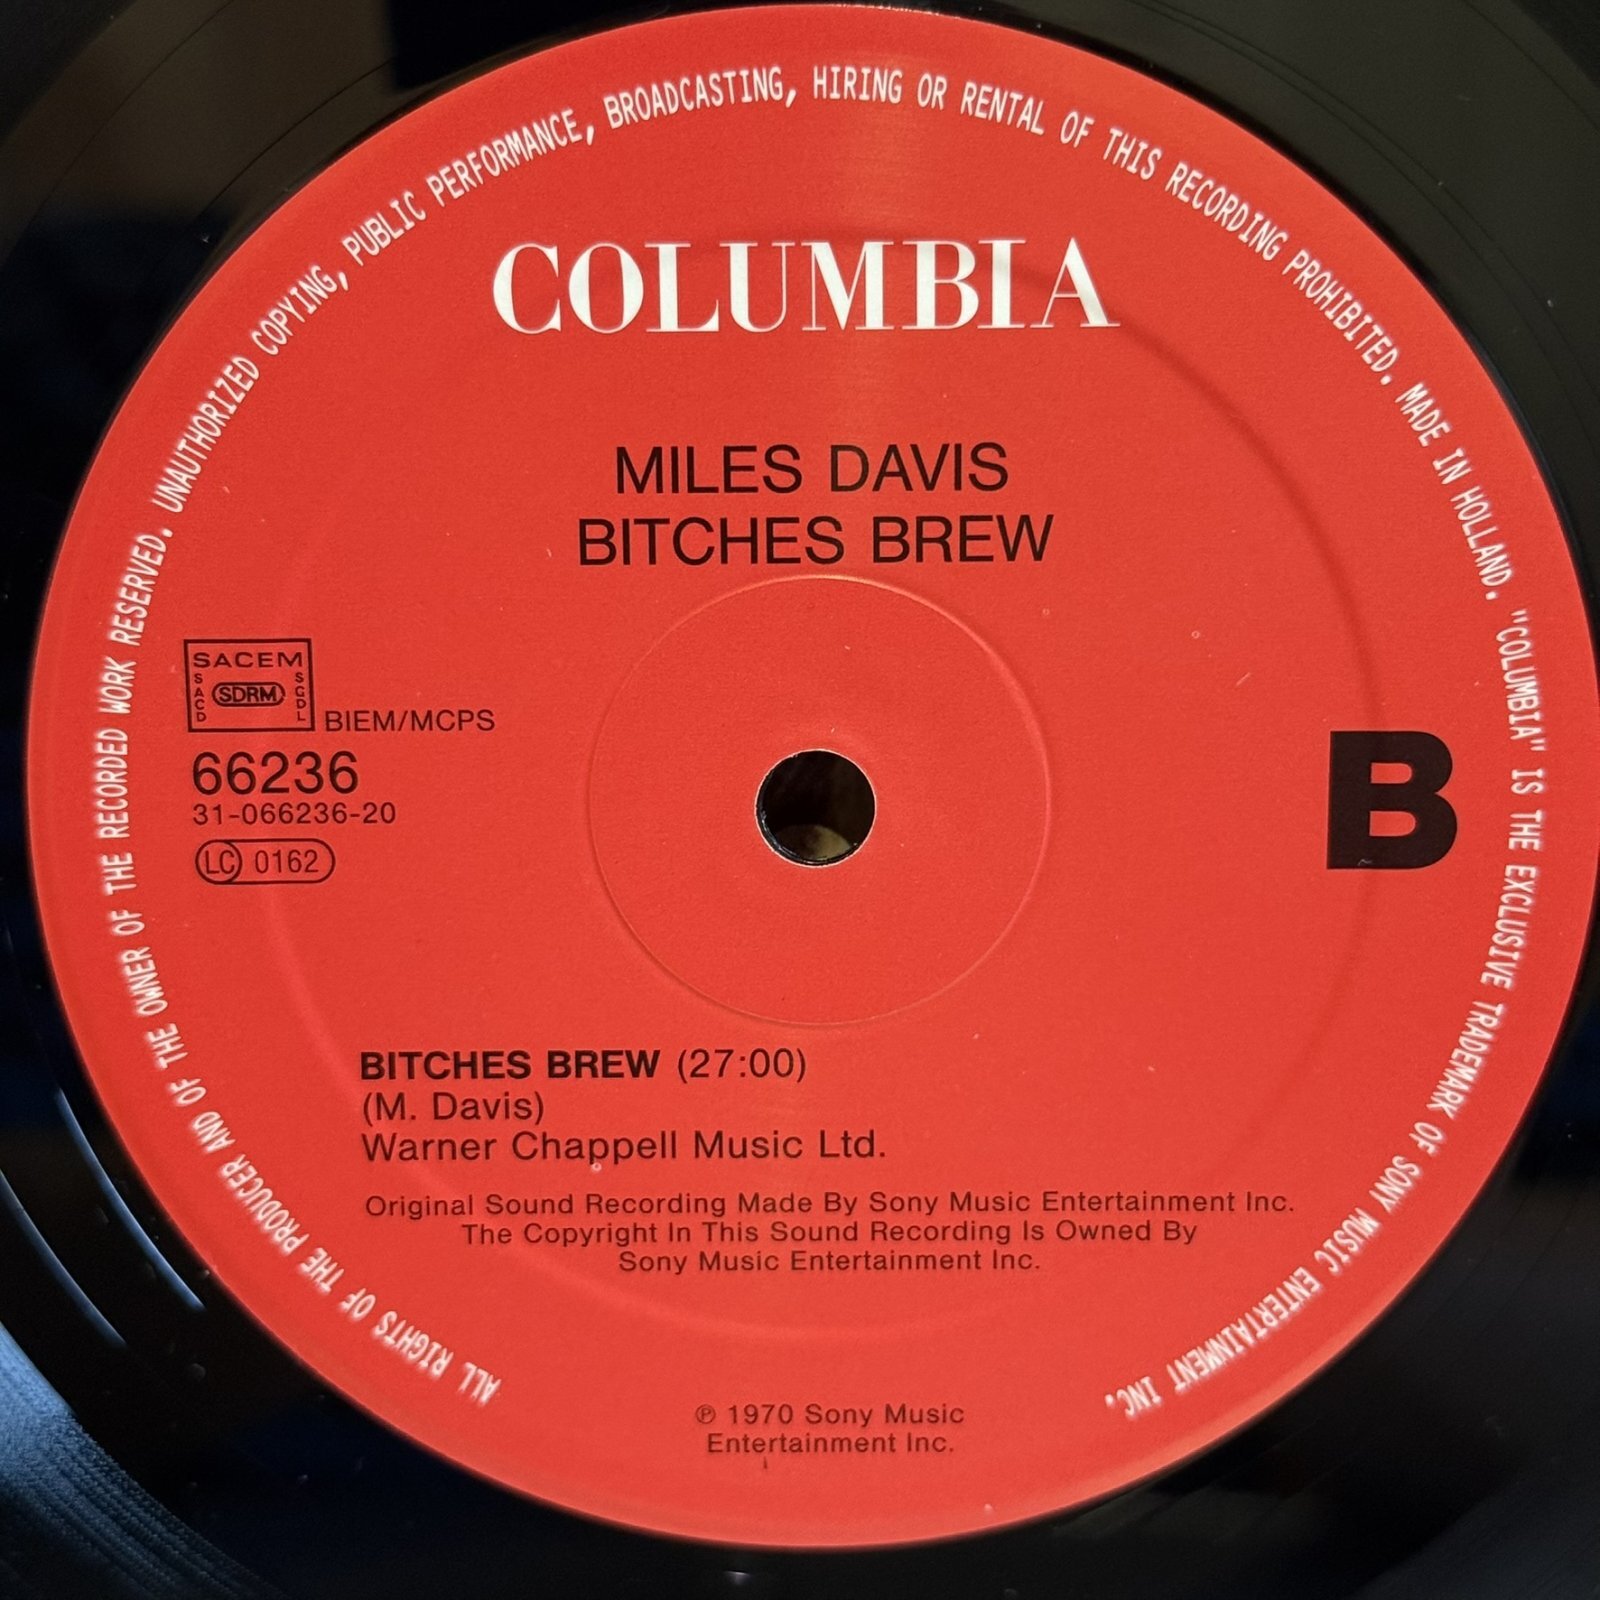 ALL RIGHTS OF THE PRODUCER AND OF THE OWNER OF THE RECORDED WORK RESERVED. UNAUTHORIZED COPYING, PUBLIC PERFORMANCE, BROADCASTING, HIRING OR RENTAL OF THIS RECORDING PROHIBITED. MADE IN HOLLAND. "COLUMBIA" IS THE EXCLUSIVE TRADEMARK OF SONY MUSIC ENTERTAINMENT INC.
COLUMBIA
MILES DAVIS
BITCHES BREW
SACEM
SACD
SDRM
SGDL
BIEM/MCPS
66236
31-066236-20
LC 0162
B
BITCHES BREW (27:00)
(M. Davis)
Warner Chappell Music Ltd.
Original Sound Recording Made By Sony Music Entertainment Inc.
The Copyright In This Sound Recording Is Owned By
Sony Music Entertainment Inc.
℗ 1970 Sony Music
Entertainment Inc.